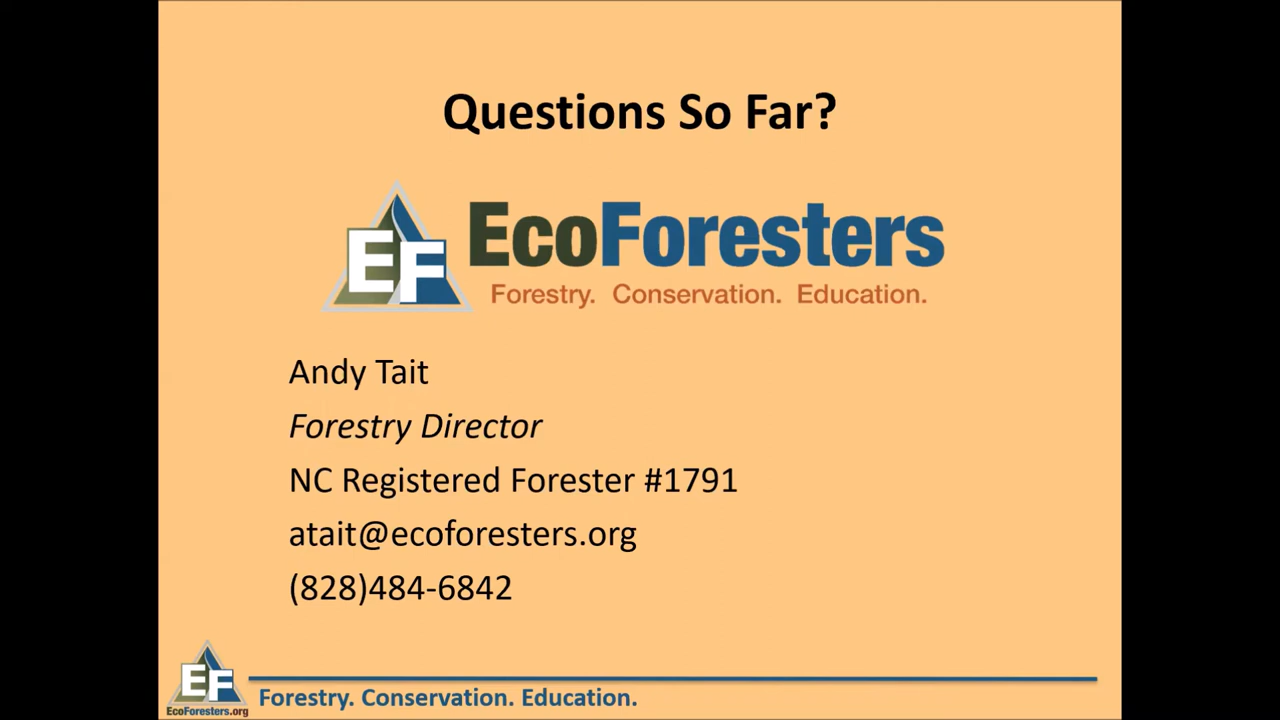 Questions So Far?
EF EcoForesters
Forestry. Conservation. Education.
Andy Tait
Forestry Director
NC Registered Forester #1791
atait@ecoforesters.org
(828)484-6842
EF
EcoForesters.org
Forestry. Conservation. Education.